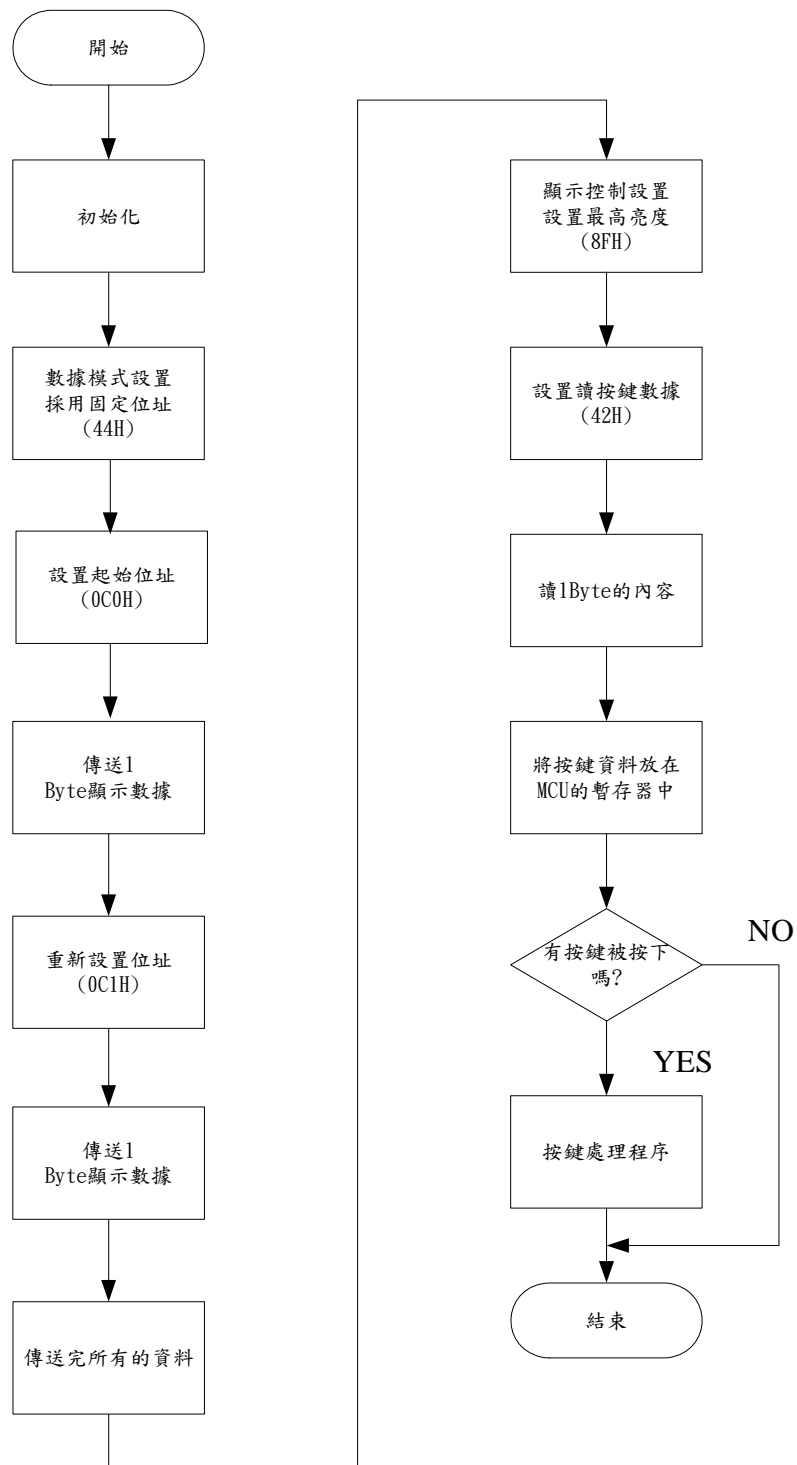 開始
初始化
數據模式設置
採用固定位址
(44H)
設置起始位址
(0C0H)
傳送1
Byte顯示數據
重新設置位址
(0C1H)
傳送1
Byte顯示數據
傳送完所有的資料
顯示控制設置
設置最高亮度
(8FH)
設置讀按鍵數據
(42H)
讀1Byte的內容
將按鍵資料放在
MCU的暫存器中
有按鍵被按下
嗎?
NO
YES
按鍵處理程序
結束